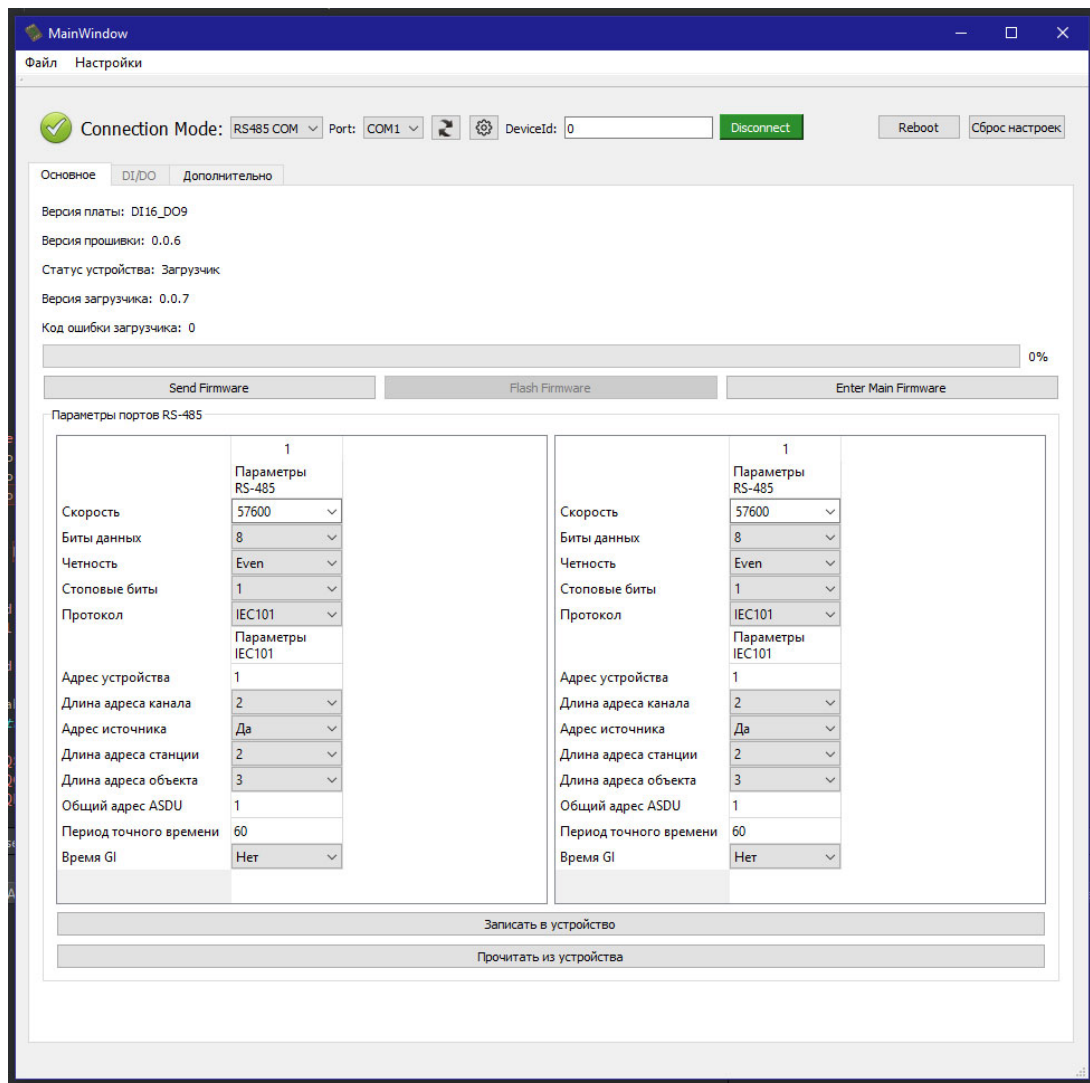 MainWindow
Файл Настройки
Connection Mode: RS485 COM Port: COM1 DeviceId: 0 Disconnect Reboot Сброс настроек
Основное DI/DO Дополнительно
Версия платы: DI16_DO9
Версия прошивки: 0.0.6
Статус устройства: Загрузчик
Версия загрузчика: 0.0.7
Код ошибки загрузчика: 0
0%
Send Firmware Flash Firmware Enter Main Firmware
Параметры портов RS-485
1
Параметры
RS-485
Скорость 57600
Биты данных 8
Четность Even
Стоповые биты 1
Протокол IEC101
Параметры
IEC101
Адрес устройства 1
Длина адреса канала 2
Адрес источника Да
Длина адреса станции 2
Длина адреса объекта 3
Общий адрес ASDU 1
Период точного времени 60
Время GI Нет
1
Параметры
RS-485
Скорость 57600
Биты данных 8
Четность Even
Стоповые биты 1
Протокол IEC101
Параметры
IEC101
Адрес устройства 1
Длина адреса канала 2
Адрес источника Да
Длина адреса станции 2
Длина адреса объекта 3
Общий адрес ASDU 1
Период точного времени 60
Время GI Нет
Записать в устройство
Прочитать из устройства